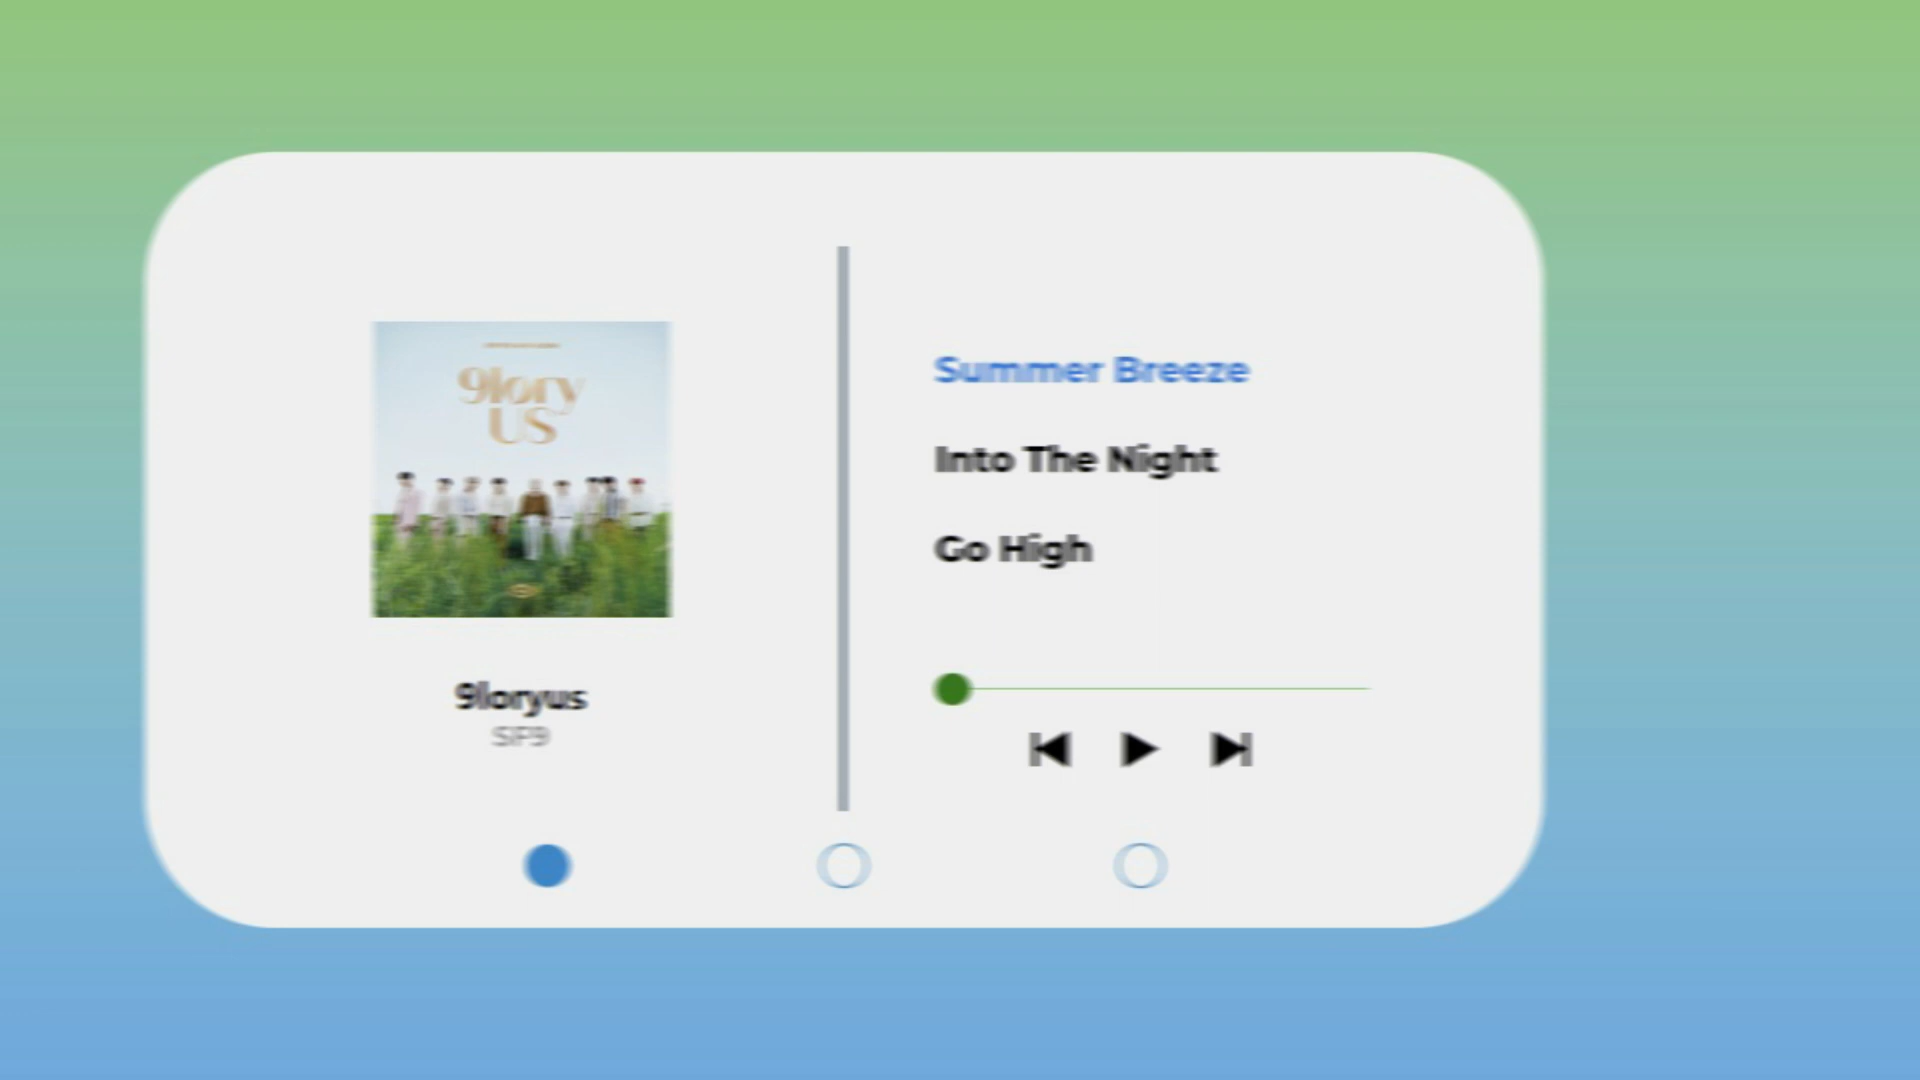 9lory
US
9loryus
SF9
Summer Breeze
Into The Night
Go High